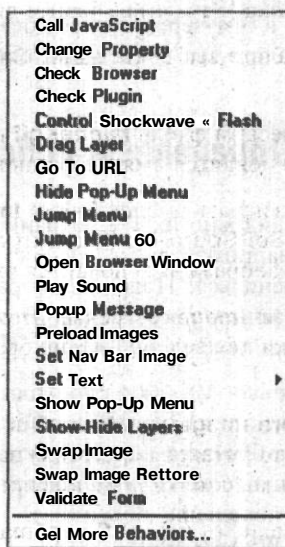 Call JavaScript
Change Property
Check Browser
Check Plugin
Control Shockwave « Flash
Drag Layer
Go To URL
Hide Pop-Up Menu
Jump Menu
Jump Menu 60
Open Browser Window
Play Sound
Popup Message
Preload Images
Set Nav Bar Image
Set Text
Show Pop-Up Menu
Show-Hide Layers
Swap Image
Swap Image Rettore
Validate Form
Gel More Behaviors...